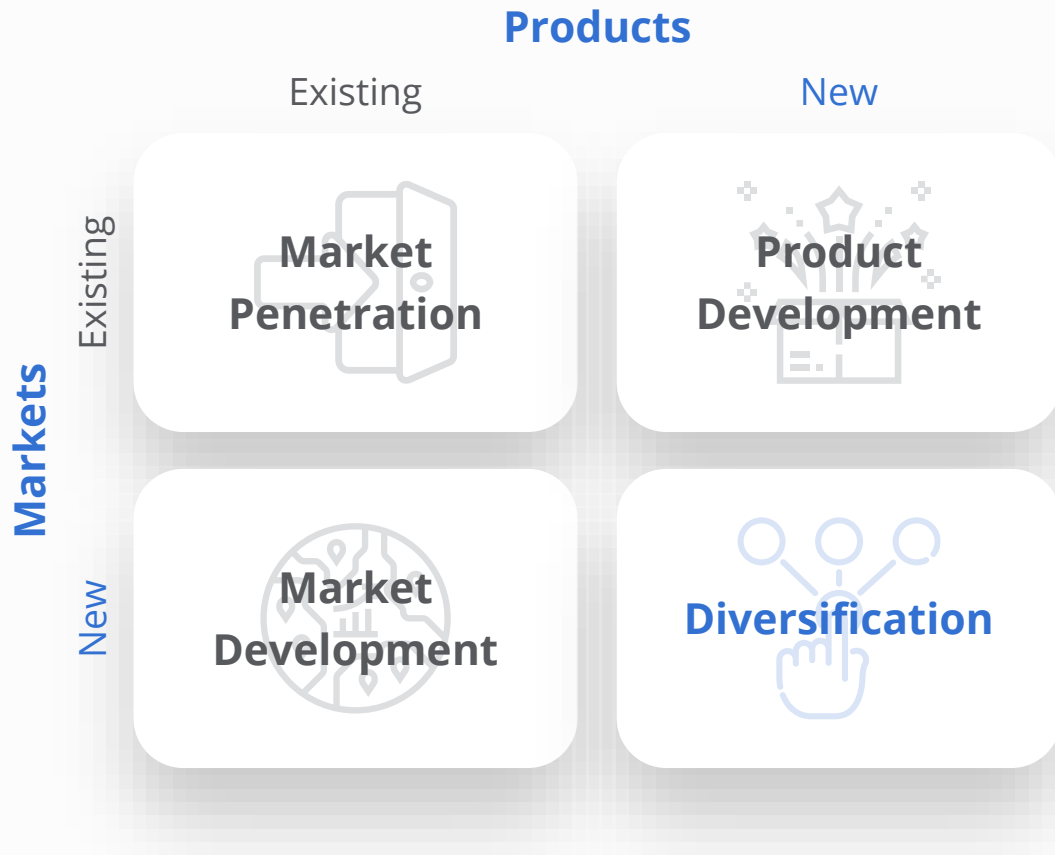 Products
Existing
New
Markets
Existing
Market
Penetration
Product
Development
New
Market
Development
Diversification